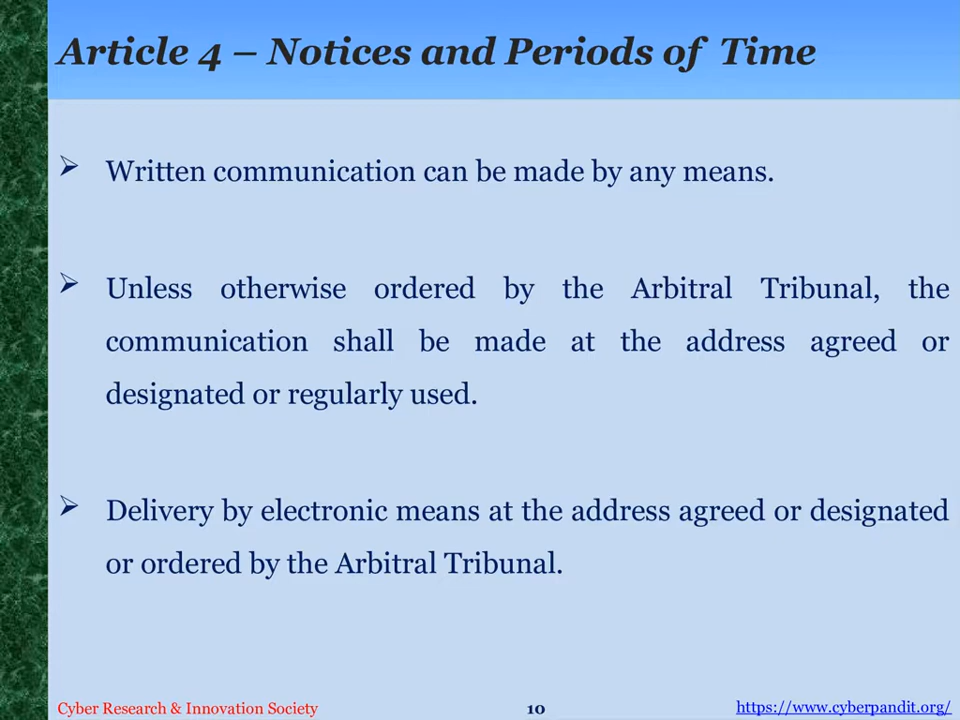 Article 4 – Notices and Periods of Time
➢ Written communication can be made by any means.
➢ Unless otherwise ordered by the Arbitral Tribunal, the
communication shall be made at the address agreed or
designated or regularly used.
➢ Delivery by electronic means at the address agreed or designated
or ordered by the Arbitral Tribunal.
Cyber Research & Innovation Society
10
https://www.cyberpandit.org/